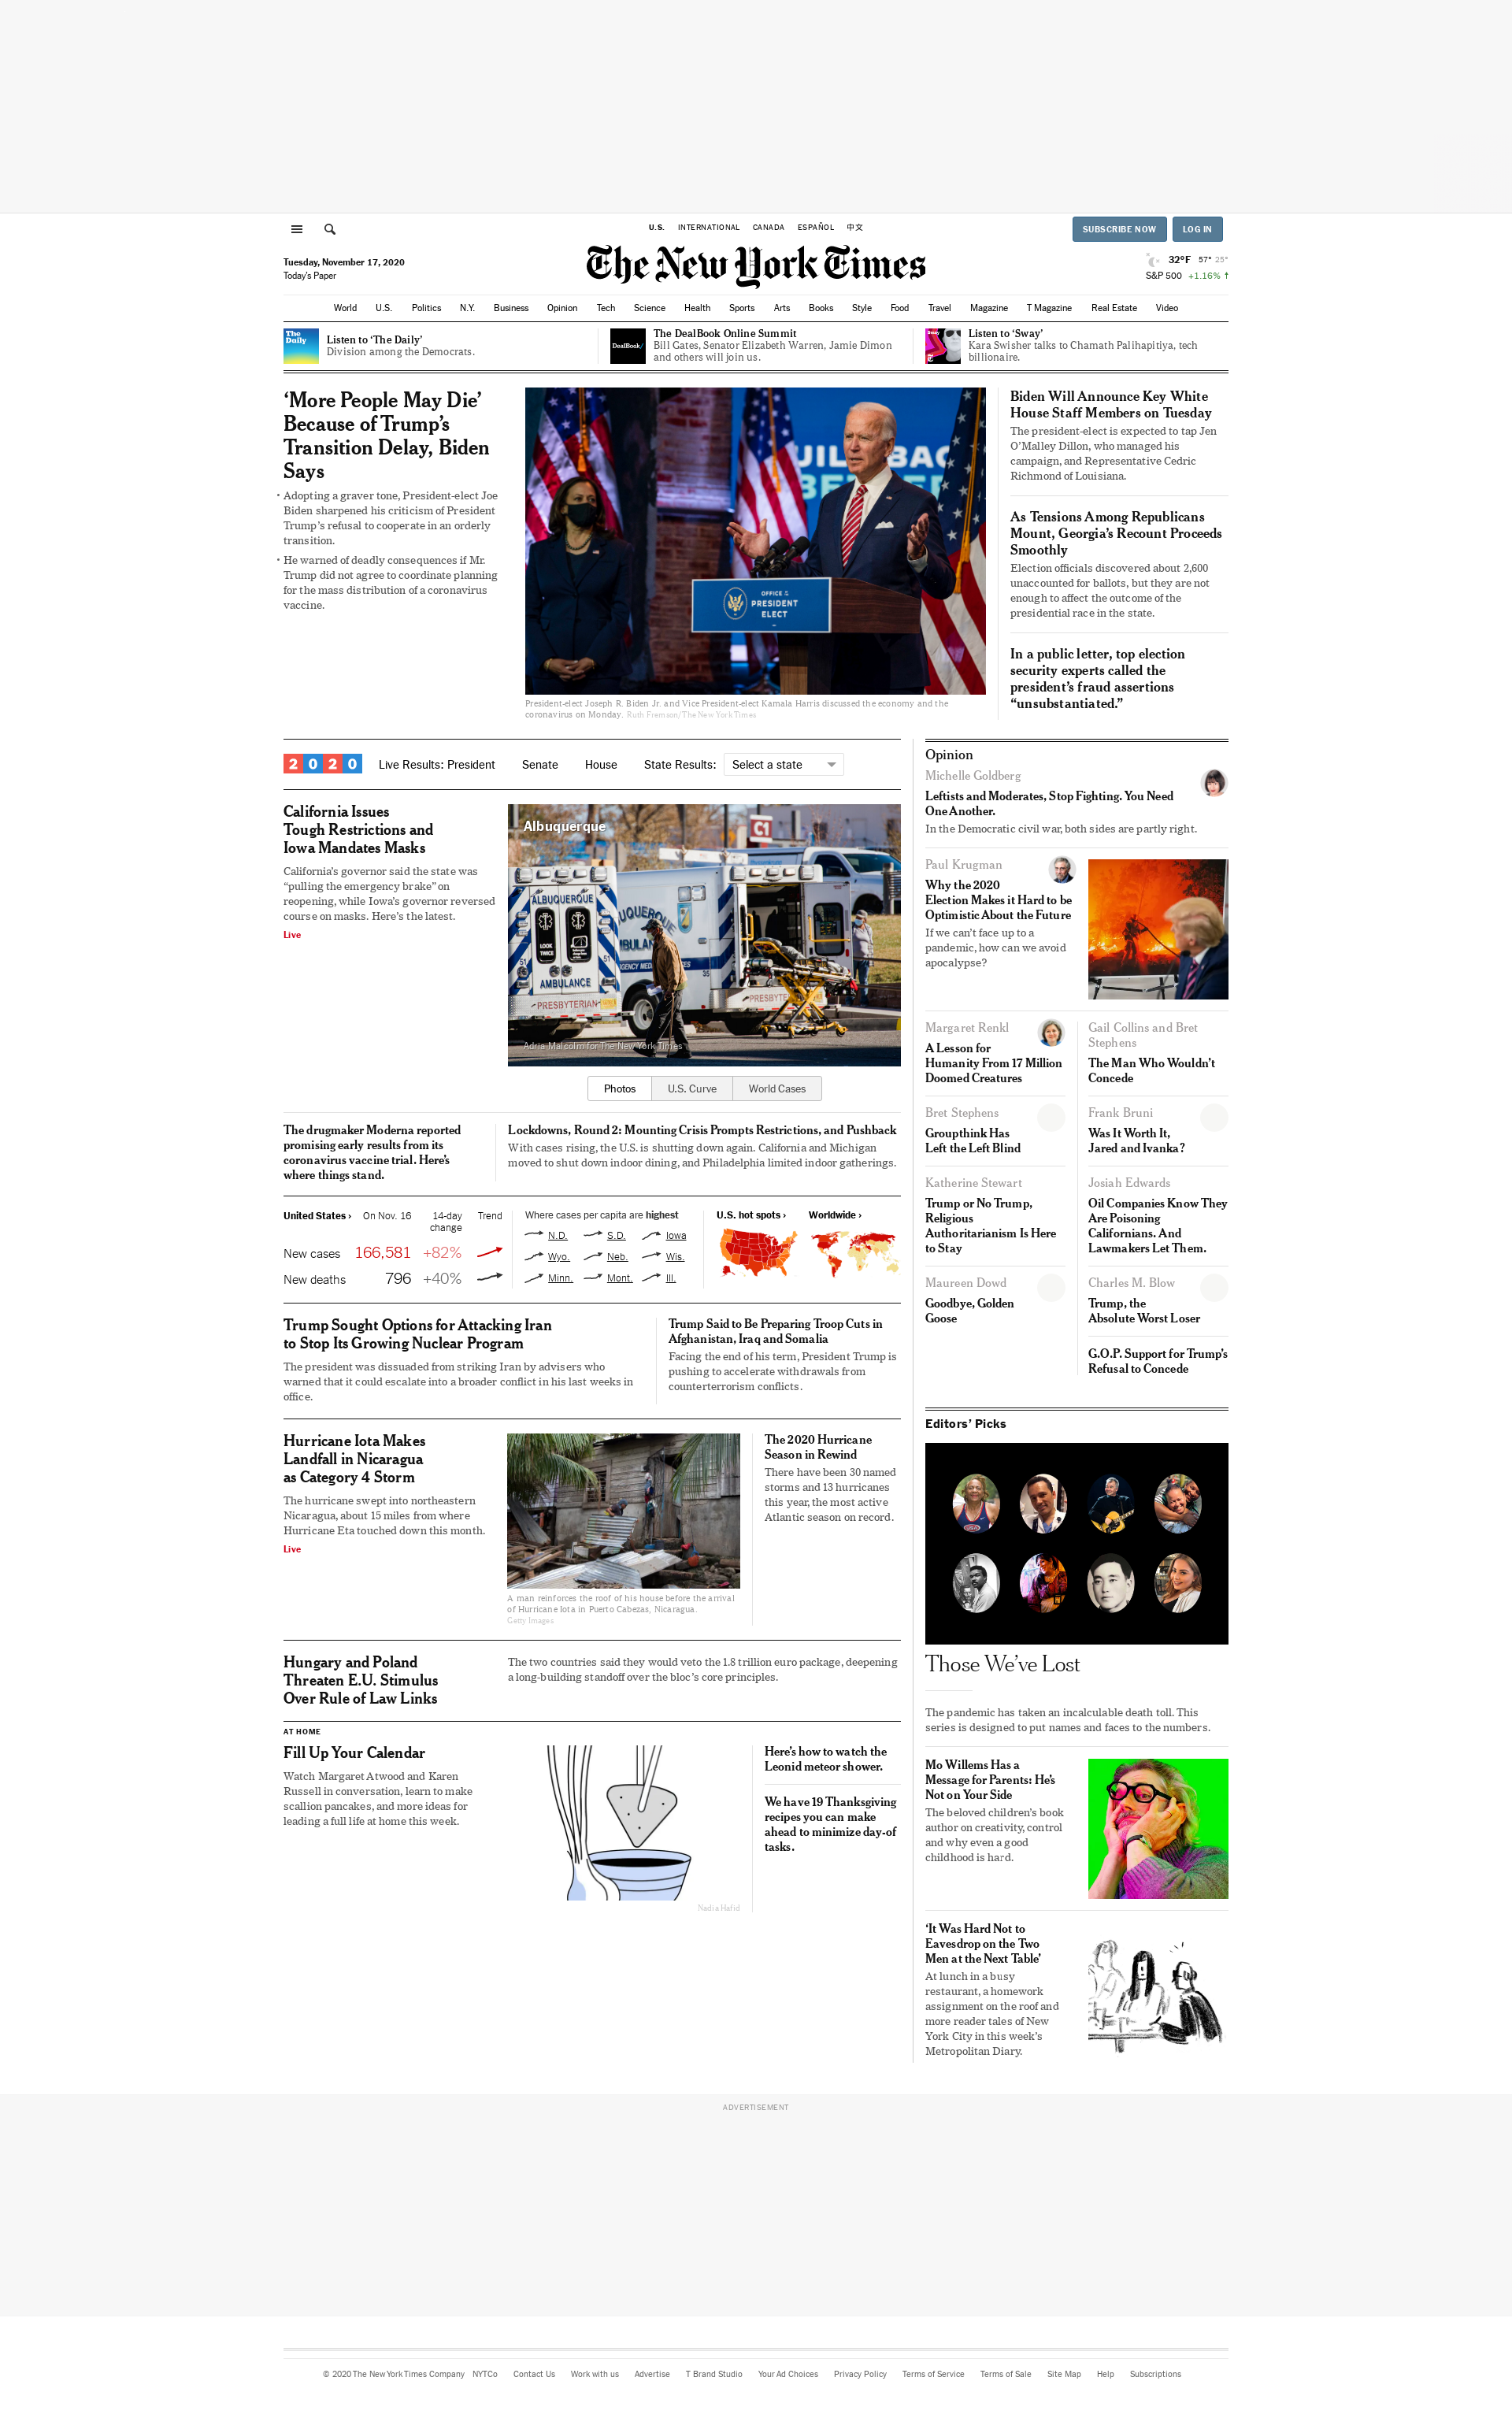 U.S. INTERNATIONAL CANADA ESPAÑOL 中文
SUBSCRIBE NOW LOG IN
Tuesday, November 17, 2020
Today's Paper
The New York Times
32°F 57° 25°
S&P 500 +1.16% ↑
World U.S. Politics N.Y. Business Opinion Tech Science Health Sports Arts Books Style Food Travel Magazine T Magazine Real Estate Video
The
Daily
Listen to ‘The Daily’
Division among the Democrats.
DealBook/
The DealBook Online Summit
Bill Gates, Senator Elizabeth Warren, Jamie Dimon
and others will join us.
Sway
Listen to ‘Sway’
Kara Swisher talks to Chamath Palihapitiya, tech
billionaire.
‘More People May Die’
Because of Trump’s
Transition Delay, Biden
Says
• Adopting a graver tone, President-elect Joe
Biden sharpened his criticism of President
Trump’s refusal to cooperate in an orderly
transition.
• He warned of deadly consequences if Mr.
Trump did not agree to coordinate planning
for the mass distribution of a coronavirus
vaccine.
UILD BACK
BETTER
OFFICE OF THE
PRESIDENT
ELECT
President-elect Joseph R. Biden Jr. and Vice President-elect Kamala Harris discussed the economy and the
coronavirus on Monday. Ruth Fremson/The New York Times
Biden Will Announce Key White
House Staff Members on Tuesday
The president-elect is expected to tap Jen
O’Malley Dillon, who managed his
campaign, and Representative Cedric
Richmond of Louisiana.
As Tensions Among Republicans
Mount, Georgia’s Recount Proceeds
Smoothly
Election officials discovered about 2,600
unaccounted for ballots, but they are not
enough to affect the outcome of the
presidential race in the state.
In a public letter, top election
security experts called the
president’s fraud assertions
“unsubstantiated.”
2020 Live Results: President Senate House State Results: Select a state
California Issues
Tough Restrictions and
Iowa Mandates Masks
California’s governor said the state was
“pulling the emergency brake” on
reopening, while Iowa’s governor reversed
course on masks. Here’s the latest.
Live
Albuquerque
C1
ALBUQUERQUE
AMBULANCE
PRESBYTERIAN
Adria Malcolm for The New York Times
Photos U.S. Curve World Cases
The drugmaker Moderna reported
promising early results from its
coronavirus vaccine trial. Here’s
where things stand.
Lockdowns, Round 2: Mounting Crisis Prompts Restrictions, and Pushback
With cases rising, the U.S. is shutting down again. California and Michigan
moved to shut down indoor dining, and Philadelphia limited indoor gatherings.
United States › On Nov. 16 14-day
change Trend
New cases 166,581 +82%
New deaths 796 +40%
Where cases per capita are highest
N.D. S.D. Iowa
Wyo. Neb. Wis.
Minn. Mont. Ill.
U.S. hot spots › Worldwide ›
Trump Sought Options for Attacking Iran
to Stop Its Growing Nuclear Program
The president was dissuaded from striking Iran by advisers who
warned that it could escalate into a broader conflict in his last weeks in
office.
Trump Said to Be Preparing Troop Cuts in
Afghanistan, Iraq and Somalia
Facing the end of his term, President Trump is
pushing to accelerate withdrawals from
counterterrorism conflicts.
Hurricane Iota Makes
Landfall in Nicaragua
as Category 4 Storm
The hurricane swept into northeastern
Nicaragua, about 15 miles from where
Hurricane Eta touched down this month.
Live
A man reinforces the roof of his house before the arrival
of Hurricane Iota in Puerto Cabezas, Nicaragua.
Getty Images
The 2020 Hurricane
Season in Rewind
There have been 30 named
storms and 13 hurricanes
this year, the most active
Atlantic season on record.
Hungary and Poland
Threaten E.U. Stimulus
Over Rule of Law Links
The two countries said they would veto the 1.8 trillion euro package, deepening
a long-building standoff over the bloc’s core principles.
AT HOME
Fill Up Your Calendar
Watch Margaret Atwood and Karen
Russell in conversation, learn to make
scallion pancakes, and more ideas for
leading a full life at home this week.
Nadia Hafid
Here’s how to watch the
Leonid meteor shower.
We have 19 Thanksgiving
recipes you can make
ahead to minimize day-of
tasks.
Opinion
Michelle Goldberg
Leftists and Moderates, Stop Fighting. You Need
One Another.
In the Democratic civil war, both sides are partly right.
Paul Krugman
Why the 2020
Election Makes it Hard to be
Optimistic About the Future
If we can’t face up to a
pandemic, how can we avoid
apocalypse?
Margaret Renkl
A Lesson for
Humanity From 17 Million
Doomed Creatures
Gail Collins and Bret
Stephens
The Man Who Wouldn’t
Concede
Bret Stephens
Groupthink Has
Left the Left Blind
Frank Bruni
Was It Worth It,
Jared and Ivanka?
Katherine Stewart
Trump or No Trump,
Religious
Authoritarianism Is Here
to Stay
Josiah Edwards
Oil Companies Know They
Are Poisoning
Californians. And
Lawmakers Let Them.
Maureen Dowd
Goodbye, Golden
Goose
Charles M. Blow
Trump, the
Absolute Worst Loser
G.O.P. Support for Trump’s
Refusal to Concede
Editors’ Picks
Those We’ve Lost
The pandemic has taken an incalculable death toll. This
series is designed to put names and faces to the numbers.
Mo Willems Has a
Message for Parents: He’s
Not on Your Side
The beloved children’s book
author on creativity, control
and why even a good
childhood is hard.
‘It Was Hard Not to
Eavesdrop on the Two
Men at the Next Table’
At lunch in a busy
restaurant, a homework
assignment on the roof and
more reader tales of New
York City in this week’s
Metropolitan Diary.
ADVERTISEMENT
© 2020 The New York Times Company NYTCo Contact Us Work with us Advertise T Brand Studio Your Ad Choices Privacy Policy Terms of Service Terms of Sale Site Map Help Subscriptions